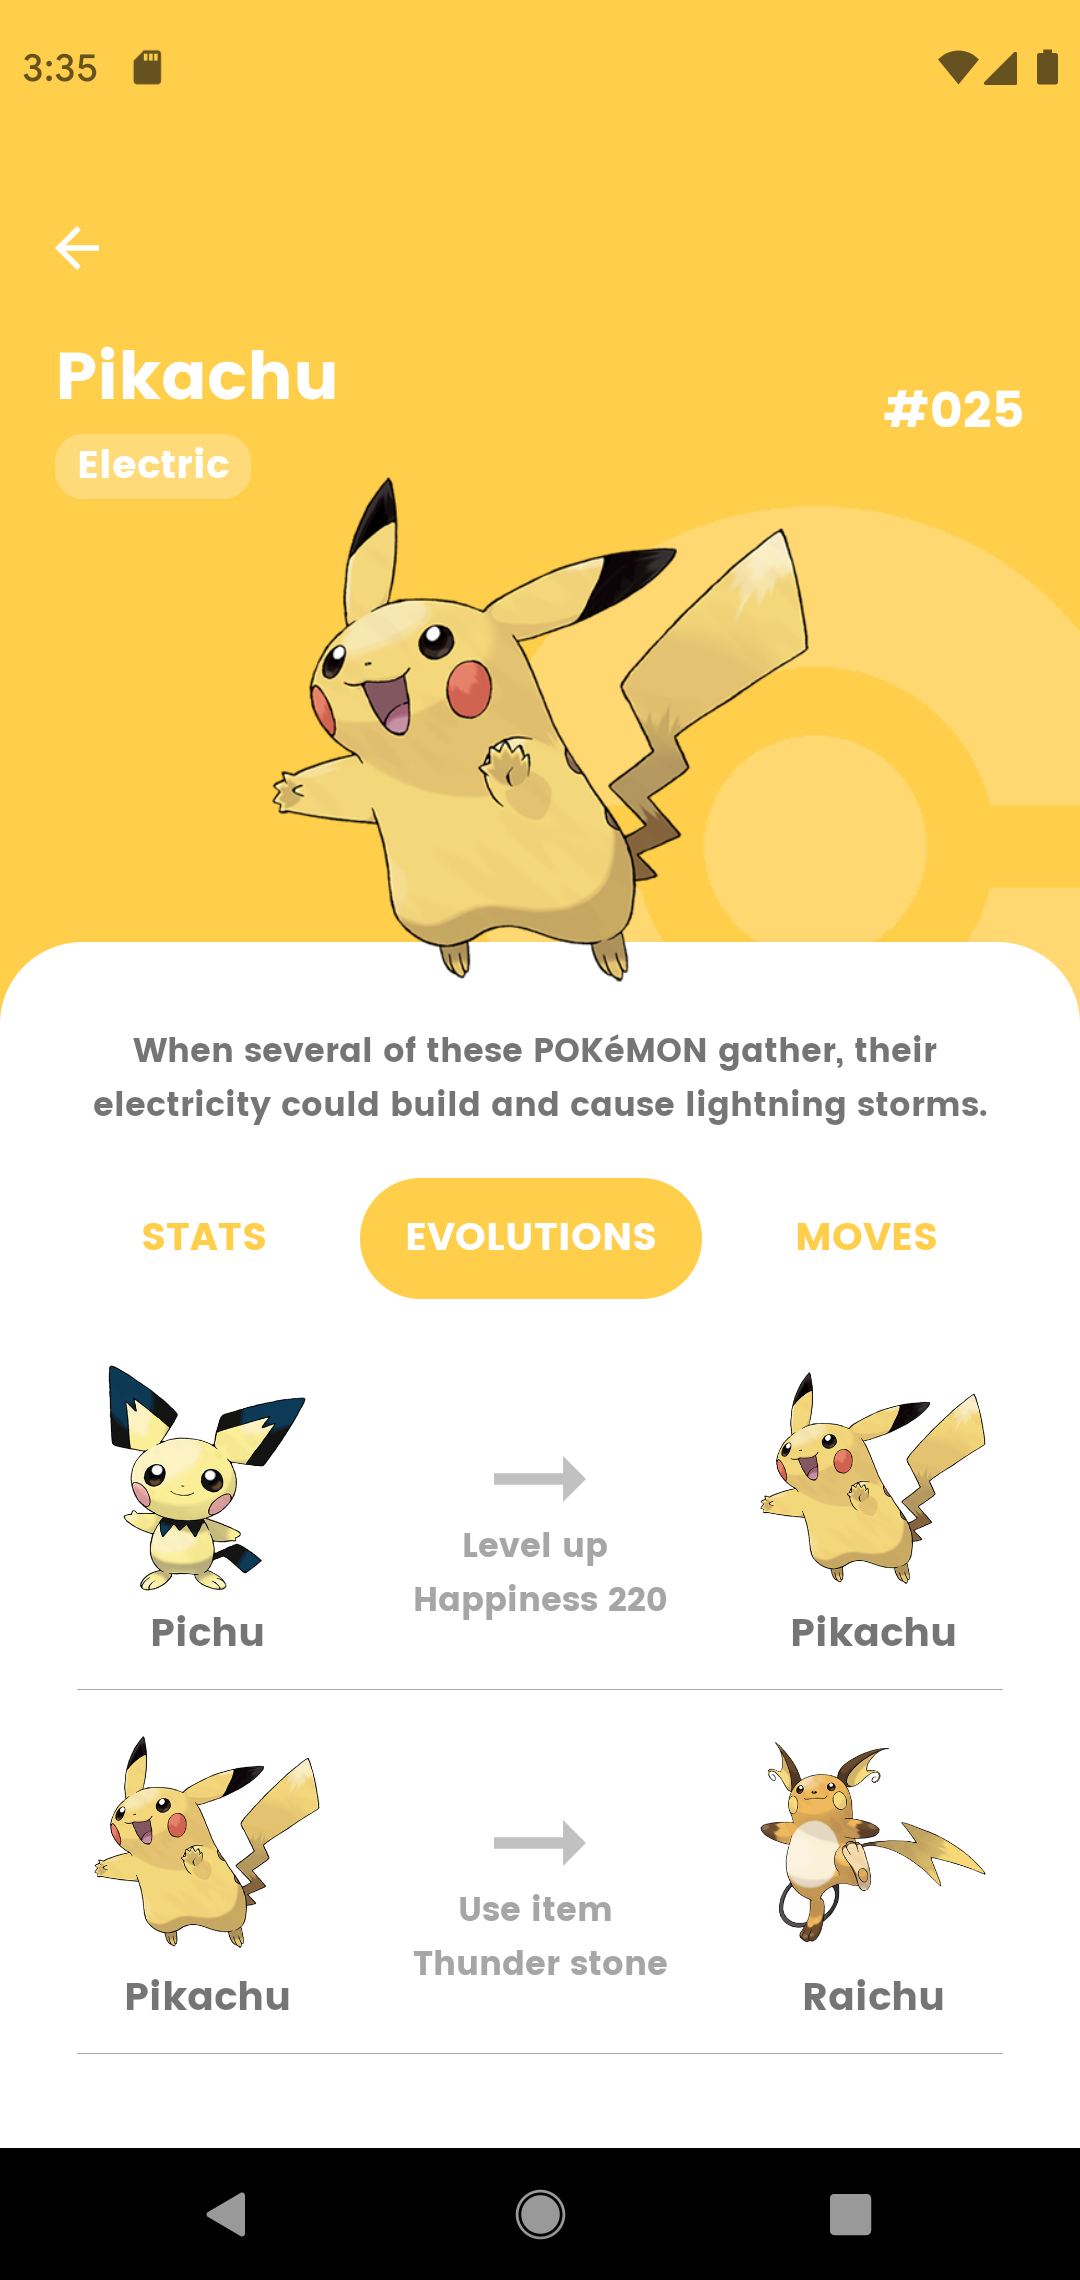 3:35
Pikachu
#025
Electric
When several of these POKéMON gather, their
electricity could build and cause lightning storms.
STATS
EVOLUTIONS
MOVES
Level up
Happiness 220
Pichu
Pikachu
Use item
Thunder stone
Pikachu
Raichu